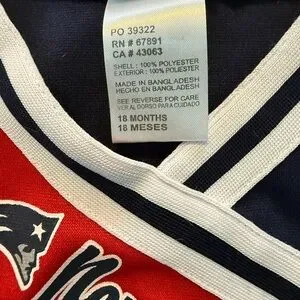 PO 39322
RN # 67891
CA # 43063
SHELL : 100% POLYESTER
EXTERIOR : 100% POLIESTER
MADE IN BANGLADESH
HECHO EN BANGLADESH
SEE REVERSE FOR CARE
VER AL DORSO PARA CUIDADO
18 MONTHS
18 MESES